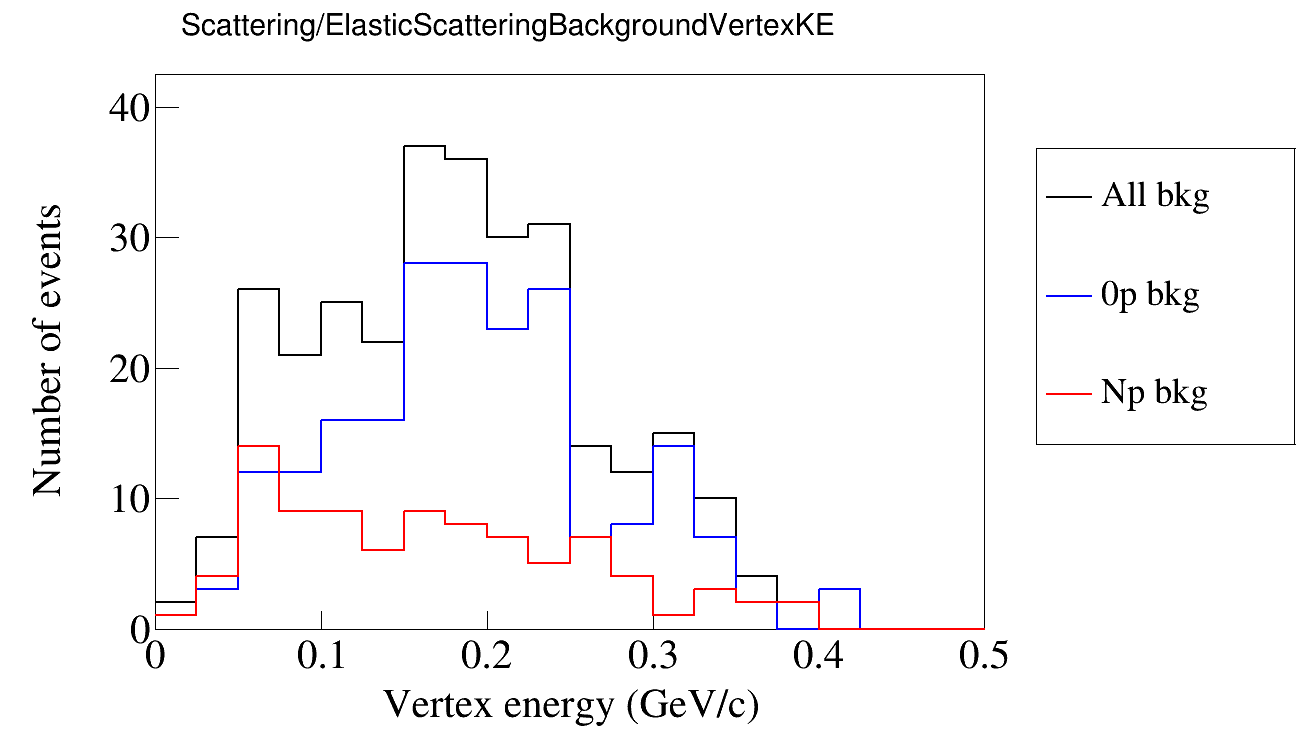 Scattering/ElasticScatteringBackgroundVertexKE
40
30
20
10
0
Number of events
0 0.1 0.2 0.3 0.4 0.5
Vertex energy (GeV/c)
All bkg
0p bkg
Np bkg